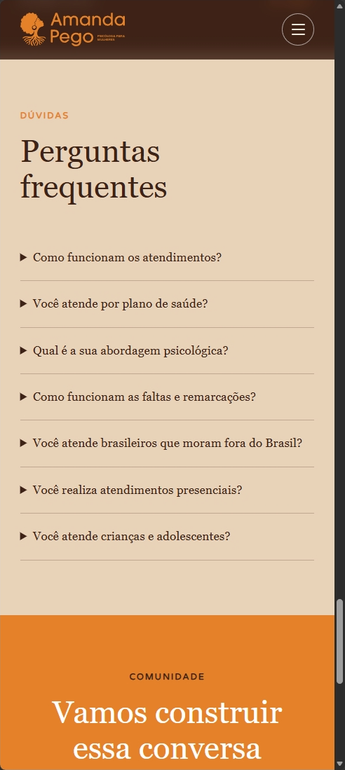 Amanda
Pego
DÚVIDAS
Perguntas
frequentes
Como funcionam os atendimentos?
Você atende por plano de saúde?
Qual é a sua abordagem psicológica?
Como funcionam as faltas e remarcações?
Você atende brasileiros que moram fora do Brasil?
Você realiza atendimentos presenciais?
Você atende crianças e adolescentes?
COMUNIDADE
Vamos construir
essa conversa